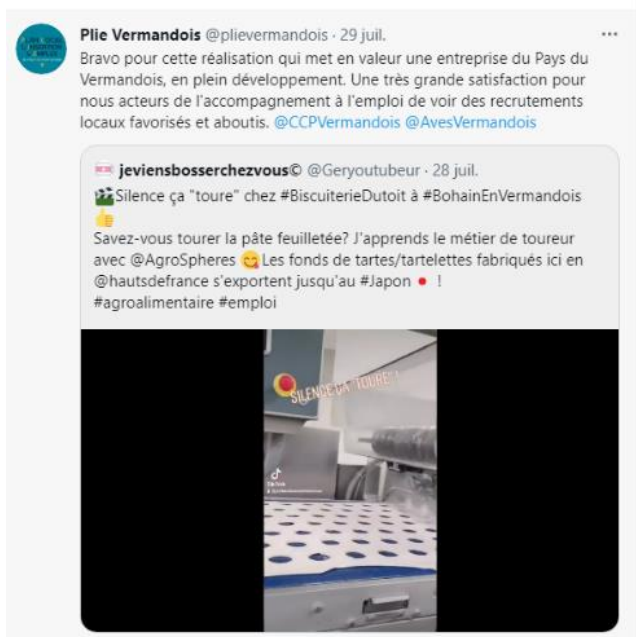 Plie Vermandois @plievermandois · 29 juil.
Bravo pour cette réalisation qui met en valeur une entreprise du Pays du
Vermandois, en plein développement. Une très grande satisfaction pour
nous acteurs de l'accompagnement à l'emploi de voir des recrutements
locaux favorisés et aboutis. @CCPVermandois @AvesVermandois
jeviensbosserchezvous© @Geryoutubeur · 28 juil.
🎬Silence ça "toure" chez #BiscuiterieDutoit à #BohainEnVermandois
👍
Savez-vous tourer la pâte feuilletée? J'apprends le métier de toureur
avec @AgroSpheres 😋Les fonds de tartes/tartelettes fabriqués ici en
@hautsdefrance s'exportent jusqu'au #Japon 🇯🇵 !
#agroalimentaire #emploi
SILENCE ÇA "TOURE" !
TikTok